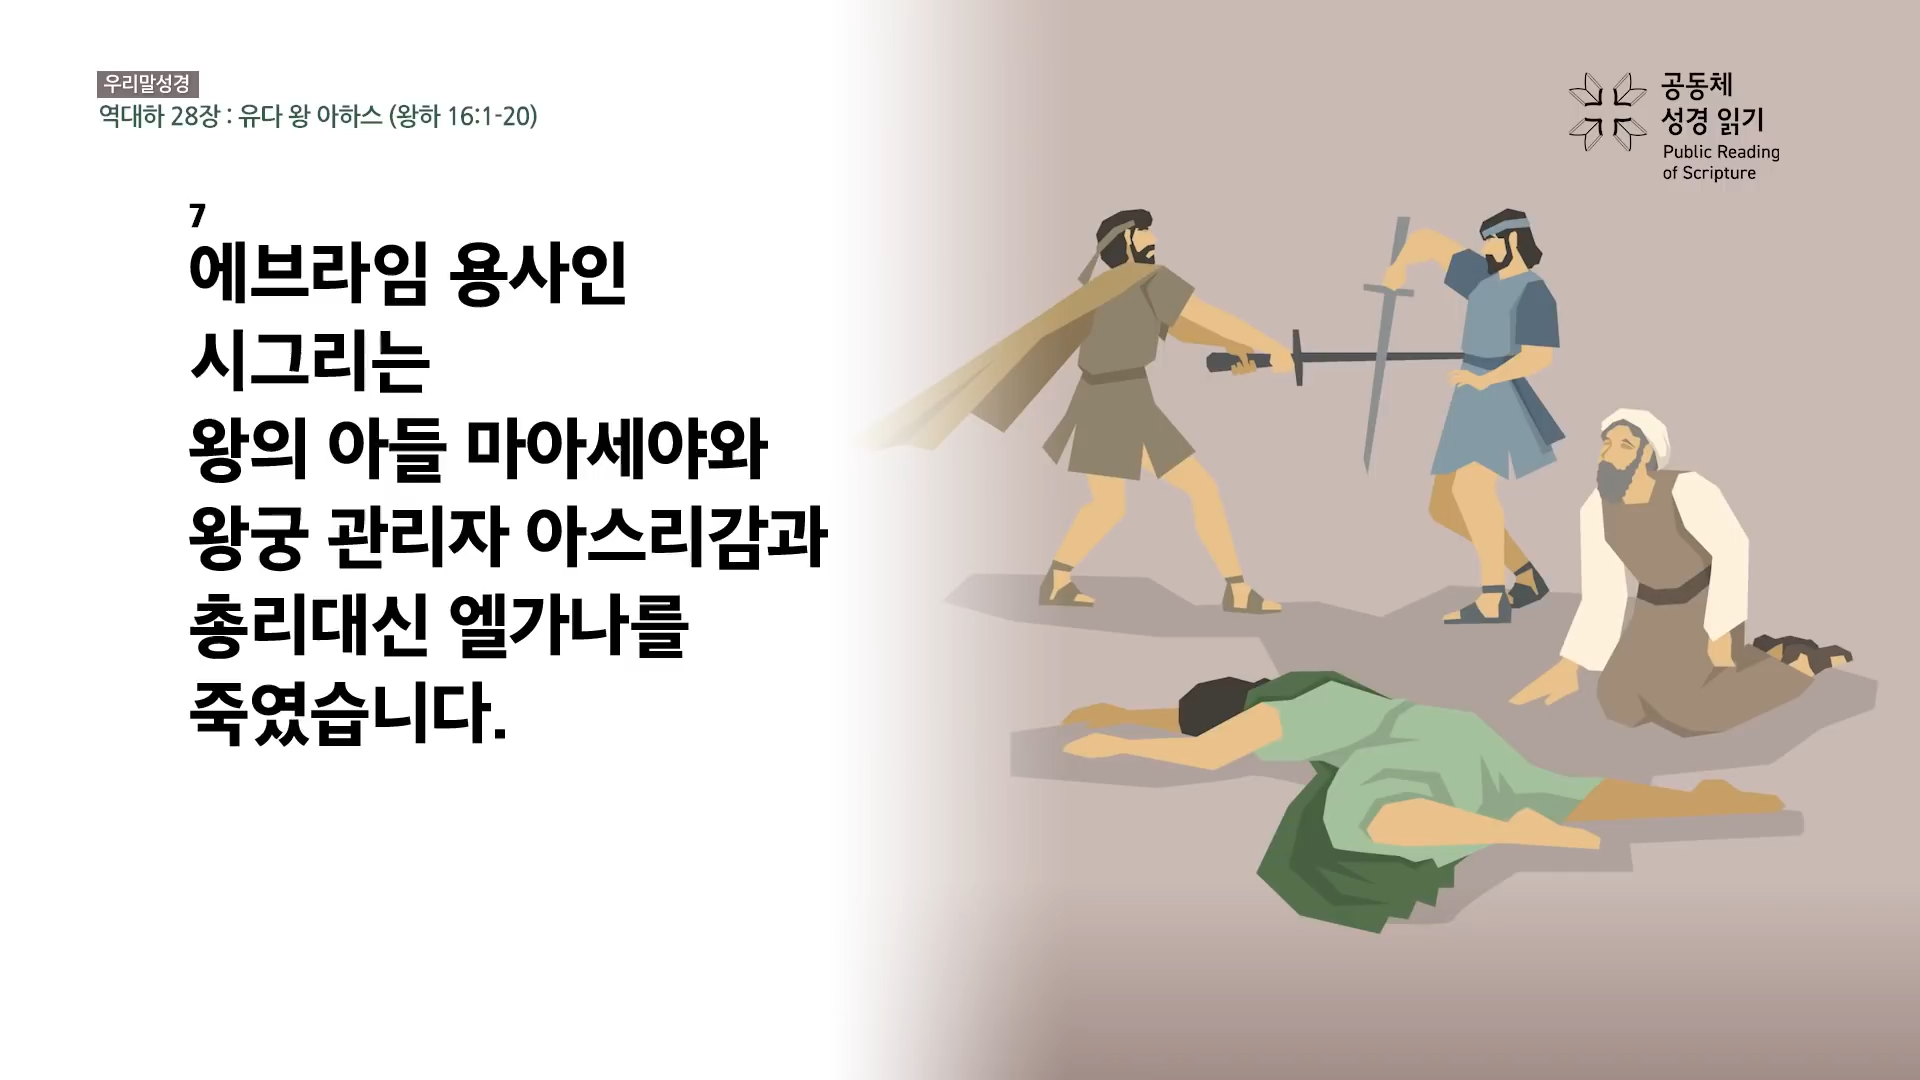 우리말성경
역대하 28장 : 유다 왕 아하스 (왕하 16:1-20)
7
에브라임 용사인
시그리는
왕의 아들 마아세야와
왕궁 관리자 아스리감과
총리대신 엘가나를
죽였습니다.
공동체
성경 읽기
Public Reading
of Scripture